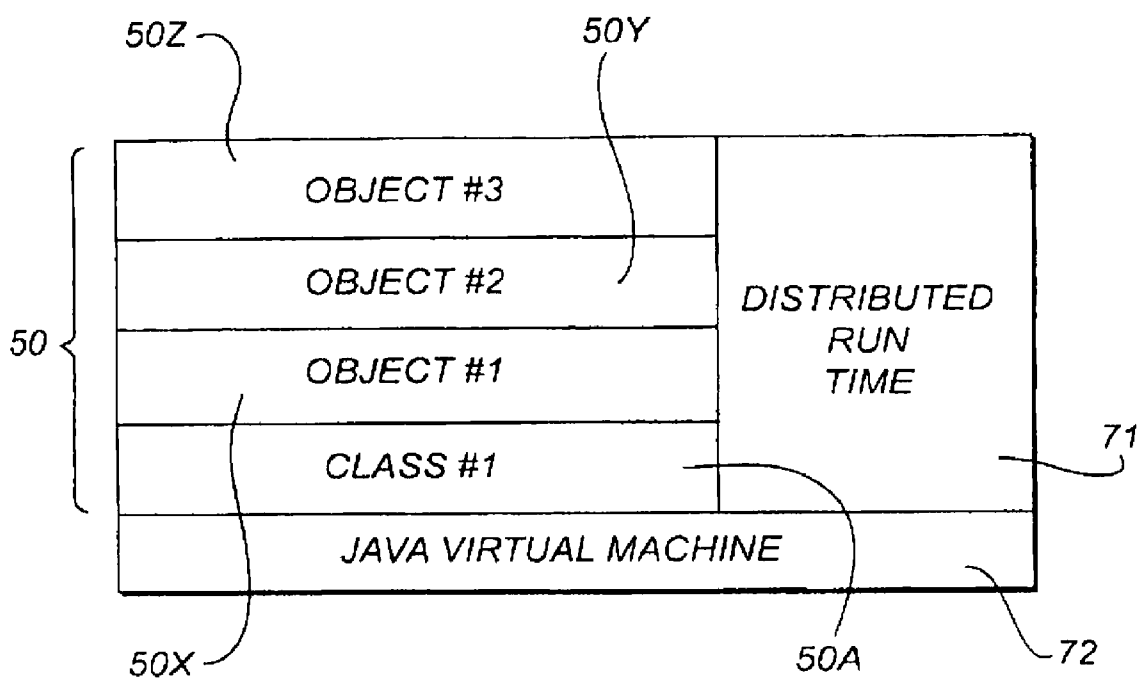 50Z
50Y
OBJECT #3
OBJECT #2
50
OBJECT #1
CLASS #1
DISTRIBUTED
RUN
TIME
71
JAVA VIRTUAL MACHINE
50X
50A
72